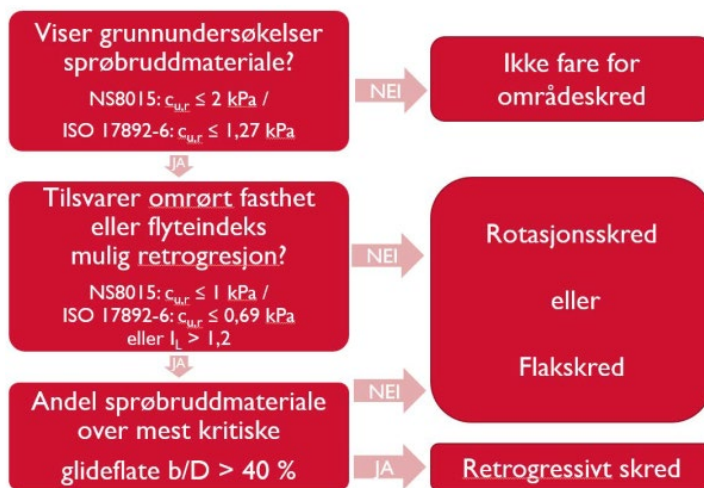 Viser grunnundersøkelser
sprøbruddmateriale?
NS8015: cu,r ≤ 2 kPa /
ISO 17892-6: cu,r ≤ 1,27 kPa
NEI
Ikke fare for
områdeskred
JA
Tilsvarer omrørt fasthet
eller flyteindeks
mulig retrogresjon?
NS8015: cu,r ≤ 1 kPa /
ISO 17892-6: cu,r ≤ 0,69 kPa
eller IL > 1,2
NEI
Rotasjonsskred
eller
Flakskred
JA
Andel sprøbruddmateriale
over mest kritiske
glideflate b/D > 40 %
NEI
JA
Retrogressivt skred